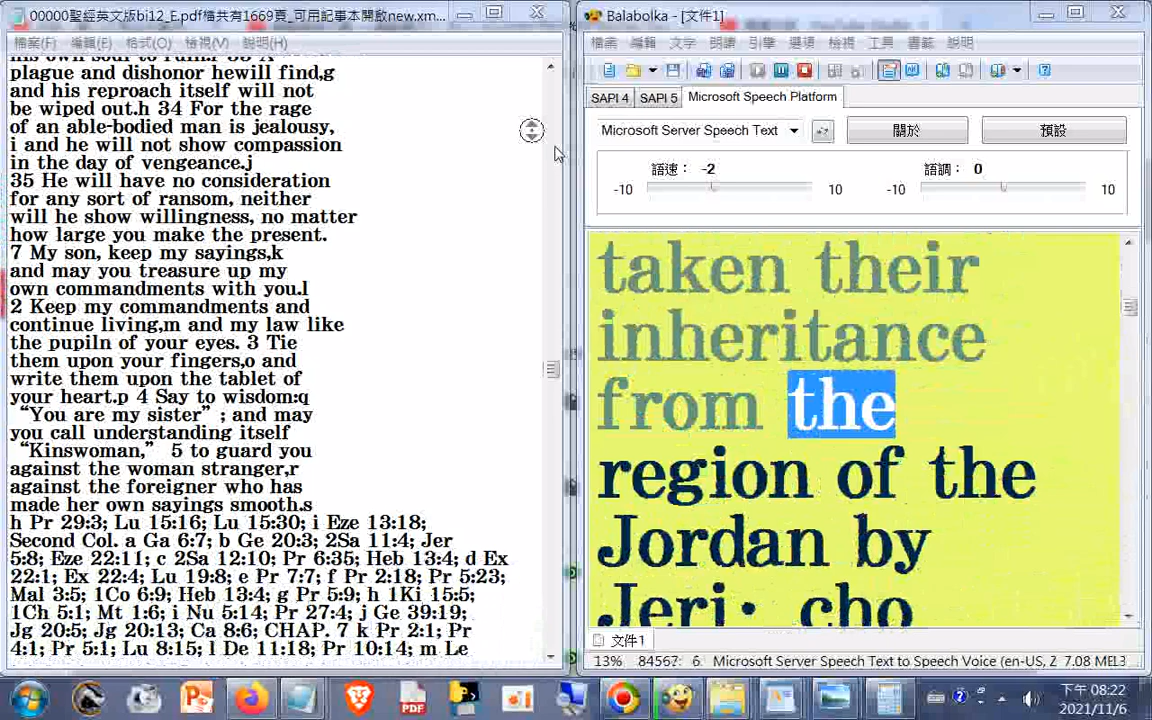 00000聖經英文版bi12_E.pdf檔共有1669頁_可用記事本開啟new.xm...
檔案(F) 編輯(E) 格式(O) 檢視(V) 說明(H)
plague and dishonor hewill find,g
and his reproach itself will not
be wiped out.h 34 For the rage
of an able-bodied man is jealousy,
i and he will not show compassion
in the day of vengeance.j
35 He will have no consideration
for any sort of ransom, neither
will he show willingness, no matter
how large you make the present.
7 My son, keep my sayings,k
and may you treasure up my
own commandments with you.l
2 Keep my commandments and
continue living,m and my law like
the pupiln of your eyes. 3 Tie
them upon your fingers,o and
write them upon the tablet of
your heart.p 4 Say to wisdom:q
“You are my sister” ; and may
you call understanding itself
“Kinswoman,” 5 to guard you
against the woman stranger,r
against the foreigner who has
made her own sayings smooth.s
h Pr 29:3; Lu 15:16; Lu 15:30; i Eze 13:18;
Second Col. a Ga 6:7; b Ge 20:3; 2Sa 11:4; Jer
5:8; Eze 22:11; c 2Sa 12:10; Pr 6:35; Heb 13:4; d Ex
22:1; Ex 22:4; Lu 19:8; e Pr 7:7; f Pr 2:18; Pr 5:23;
Mal 3:5; 1Co 6:9; Heb 13:4; g Pr 5:9; h 1Ki 15:5;
1Ch 5:1; Mt 1:6; i Nu 5:14; Pr 27:4; j Ge 39:19;
Jg 20:5; Jg 20:13; Ca 8:6; CHAP. 7 k Pr 2:1; Pr
4:1; Pr 5:1; Lu 8:15; l De 11:18; Pr 10:14; m Le
Balabolka - [文件1]
檔案 編輯 文字 朗讀 引擎 選項 檢視 工具 書籤 說明
SAPI 4 SAPI 5 Microsoft Speech Platform
Microsoft Server Speech Text 關於 預設
語速： -2 語調： 0
-10 10 -10 10
taken their
inheritance
from the
region of the
Jordan by
Jeri· cho
文件1
13% 84567: 6 Microsoft Server Speech Text to Speech Voice (en-US, Z 7.08 MEL3
下午 08:22
2021/11/6